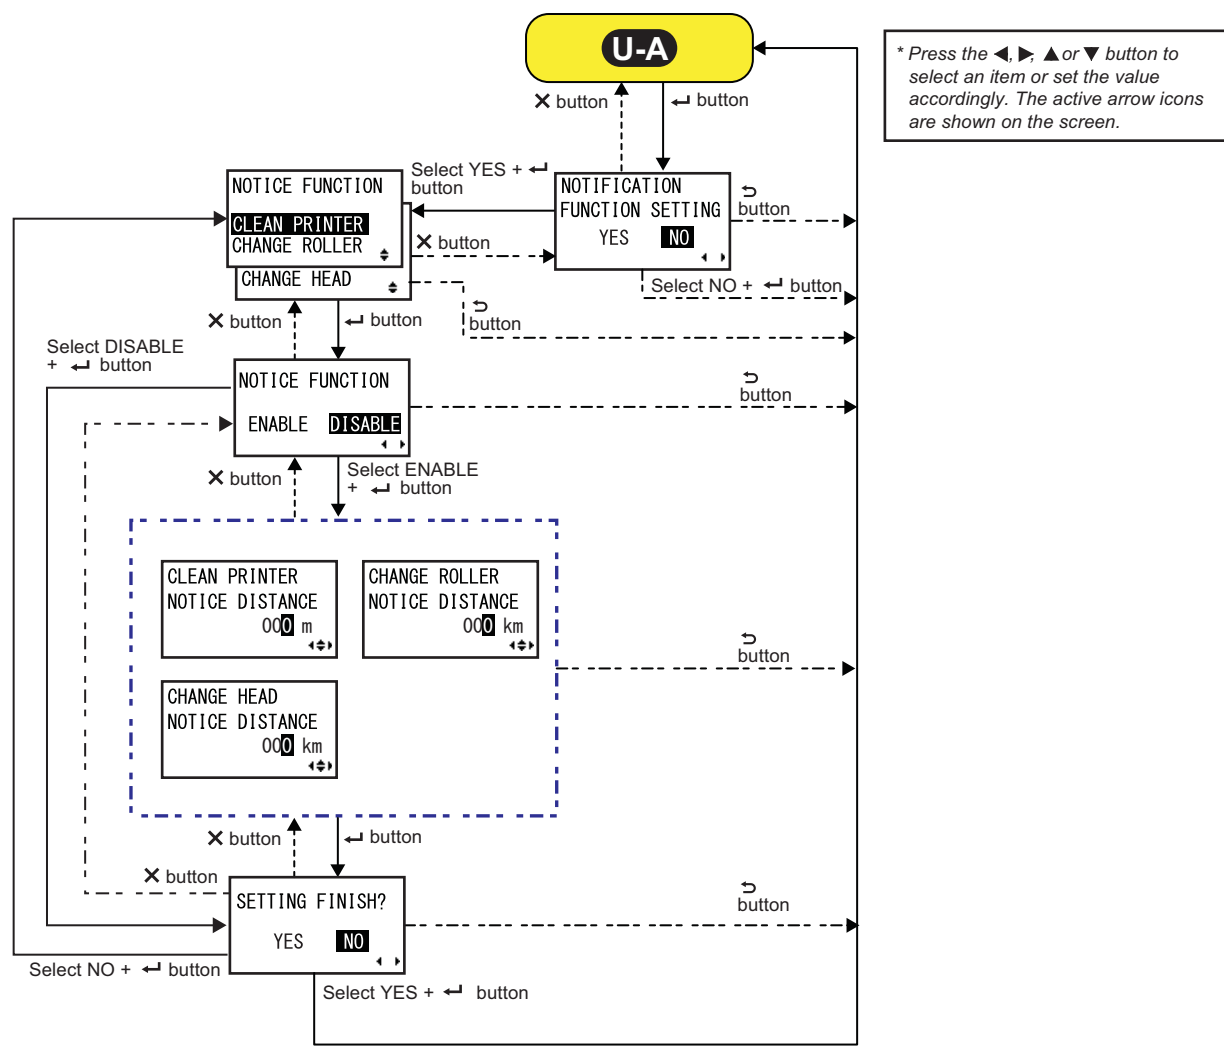 U-A
* Press the ◀, ▶, ▲ or ▼ button to
select an item or set the value
accordingly. The active arrow icons
are shown on the screen.
✕ button
↵ button
Select YES + ↵
button
NOTICE FUNCTION
CLEAN PRINTER
CHANGE ROLLER
CHANGE HEAD
NOTIFICATION
FUNCTION SETTING
YES NO
⮌
button
✕ button
Select NO + ↵ button
⮌
button
✕ button
↵ button
Select DISABLE
+ ↵ button
NOTICE FUNCTION
ENABLE DISABLE
⮌
button
✕ button
Select ENABLE
+ ↵ button
CLEAN PRINTER
NOTICE DISTANCE
000 m
CHANGE ROLLER
NOTICE DISTANCE
000 km
CHANGE HEAD
NOTICE DISTANCE
000 km
⮌
button
✕ button
↵ button
✕ button
SETTING FINISH?
YES NO
⮌
button
Select NO + ↵ button
Select YES + ↵ button